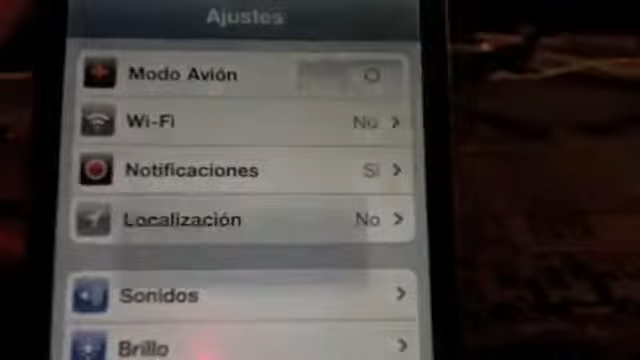 Ajustes
Modo Avión
Wi-Fi No
Notificaciones Sí
Localización No
Sonidos
Brillo